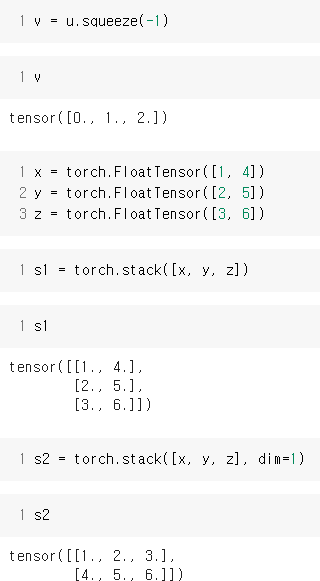 1 v = u.squeeze(-1)
1 v
tensor([0., 1., 2.])
1 x = torch.FloatTensor([1, 4])
2 y = torch.FloatTensor([2, 5])
3 z = torch.FloatTensor([3, 6])
1 s1 = torch.stack([x, y, z])
1 s1
tensor([[1., 4.],
[2., 5.],
[3., 6.]])
1 s2 = torch.stack([x, y, z], dim=1)
1 s2
tensor([[1., 2., 3.],
[4., 5., 6.]])